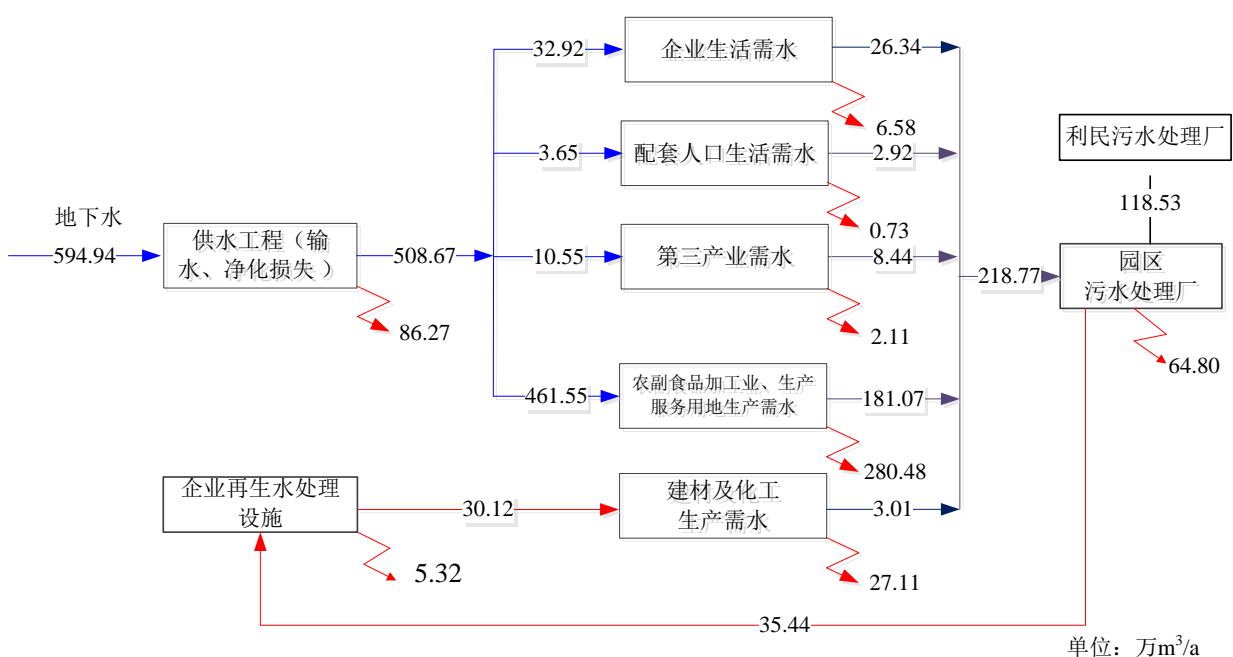 32.92
企业生活需水
26.34
6.58
3.65
配套人口生活需水
2.92
0.73
利民污水处理厂
118.53
地下水
594.94
供水工程（输
水、净化损失 ）
508.67
86.27
10.55
第三产业需水
8.44
2.11
218.77
园区
污水处理厂
64.80
461.55
农副食品加工业、生产
服务用地生产需水
181.07
280.48
企业再生水处理
设施
30.12
5.32
建材及化工
生产需水
3.01
27.11
35.44
单位：万m³/a